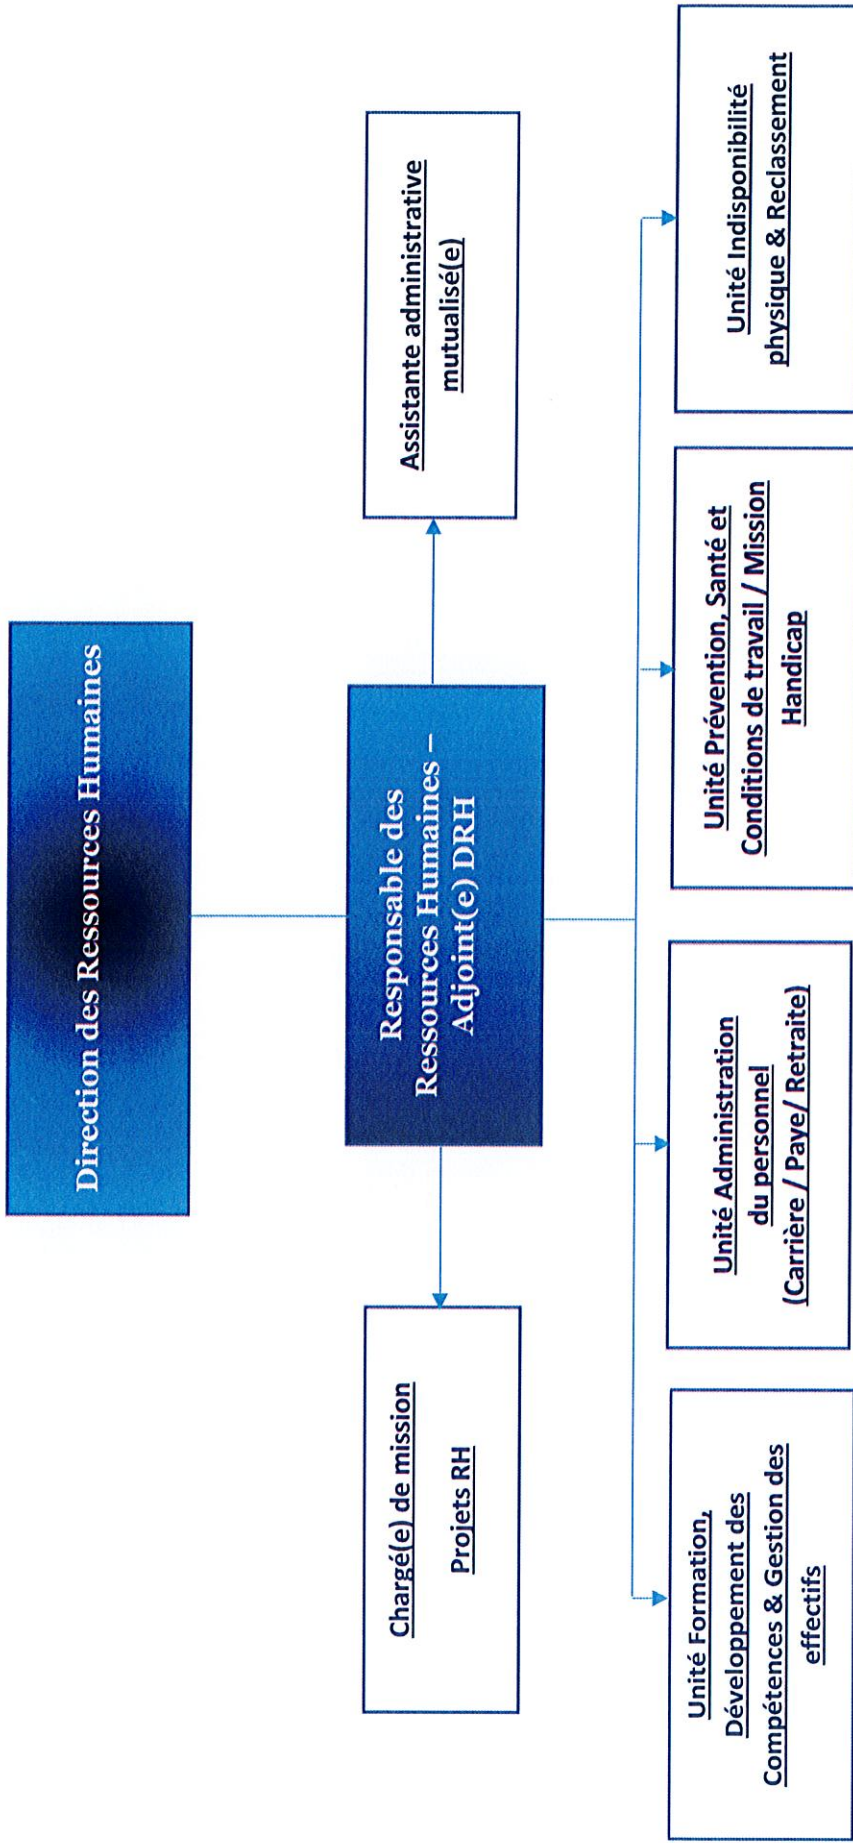 Direction des Ressources Humaines
Responsable des
Ressources Humaines –
Adjoint(e) DRH
Chargé(e) de mission
Projets RH
Assistante administrative
mutualisé(e)
Unité Formation,
Développement des
Compétences & Gestion des
effectifs
Unité Administration
du personnel
(Carrière / Paye/ Retraite)
Unité Prévention, Santé et
Conditions de travail / Mission
Handicap
Unité Indisponibilité
physique & Reclassement